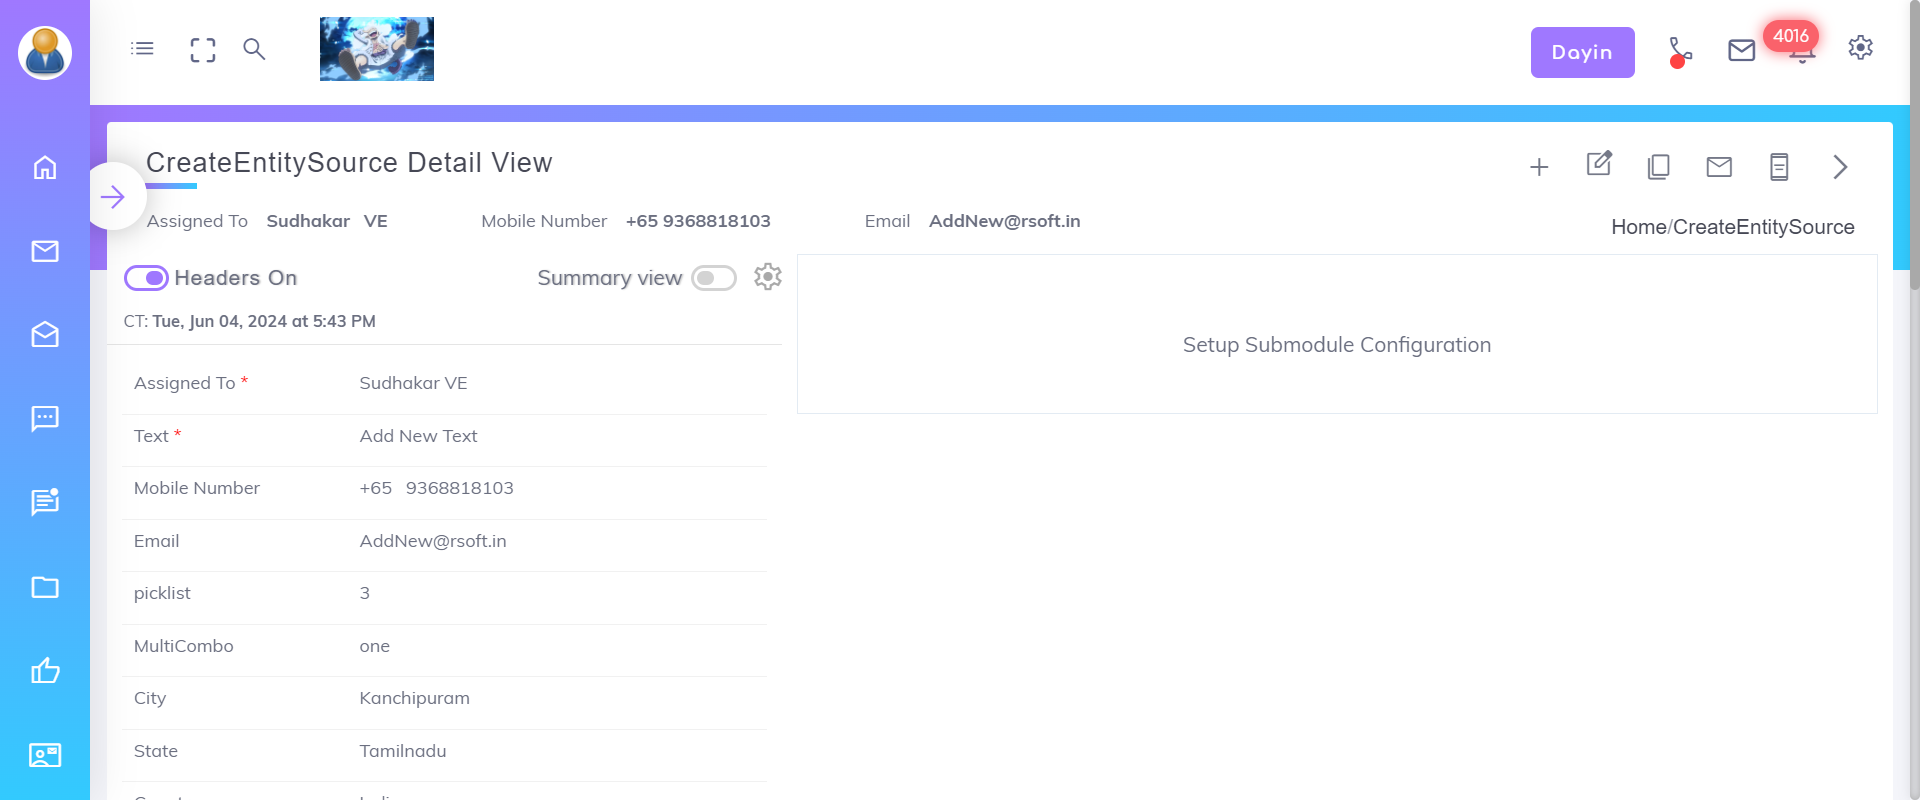 Dayin
4016
CreateEntitySource Detail View
Assigned To Sudhakar VE Mobile Number +65 9368818103 Email AddNew@rsoft.in
Home/CreateEntitySource
Headers On Summary view
CT: Tue, Jun 04, 2024 at 5:43 PM
Setup Submodule Configuration
Assigned To * Sudhakar VE
Text * Add New Text
Mobile Number +65 9368818103
Email AddNew@rsoft.in
picklist 3
MultiCombo one
City Kanchipuram
State Tamilnadu